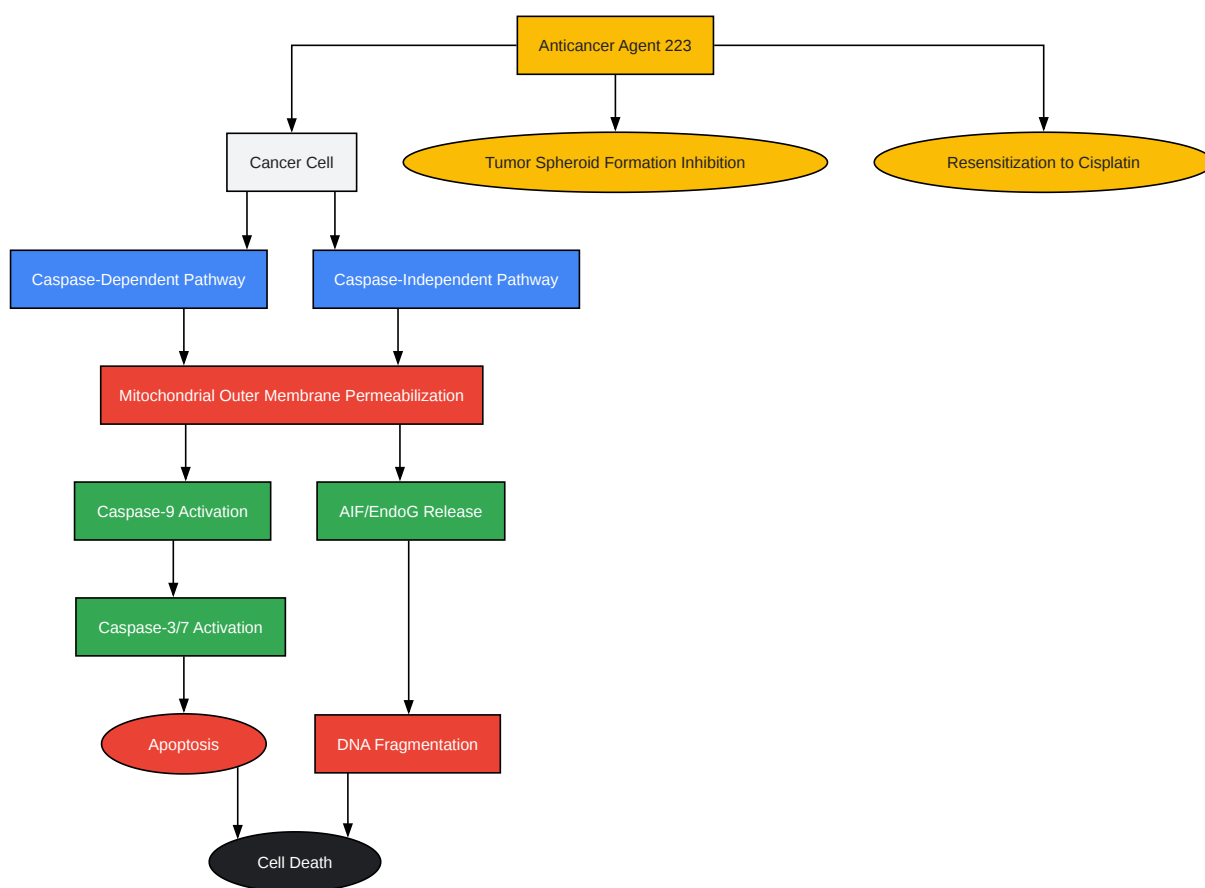 Anticancer Agent 223
Cancer Cell
Tumor Spheroid Formation Inhibition
Resensitization to Cisplatin
Caspase-Dependent Pathway
Caspase-Independent Pathway
Mitochondrial Outer Membrane Permeabilization
Caspase-9 Activation
AIF/EndoG Release
Caspase-3/7 Activation
Apoptosis
DNA Fragmentation
Cell Death